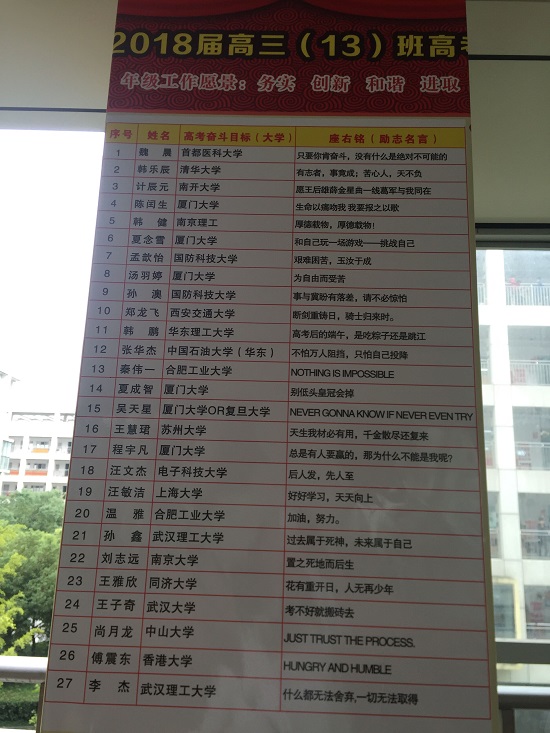 2018届高三（13）班高考
年级工作愿景：务实 创新 和谐 进取
序号 姓名 高考奋斗目标（大学） 座右铭（励志名言）
1 魏晨 首都医科大学 只要你肯奋斗，没有什么是绝对不可能的
2 韩乐辰 清华大学 有志者，事竟成；苦心人，天不负
3 计辰元 南开大学 愿王后雄薛金星曲一线葛军与我同在
4 陈闰生 厦门大学 生命以痛吻我 我要报之以歌
5 韩健 南京理工 厚德载物，厚德载物！
6 夏念雪 厦门大学 和自己玩一场游戏——挑战自己
7 孟歆怡 国防科技大学 艰难困苦，玉汝于成
8 汤羽婷 厦门大学 为自由而受苦
9 孙澳 国防科技大学 事与冀盼有落差，请不必惊怕
10 郑龙飞 西安交通大学 断剑重铸日，骑士归来时。
11 韩鹏 华东理工大学 高考后的端午，是吃粽子还是跳江
12 张华杰 中国石油大学（华东） 不怕万人阻挡，只怕自己投降
13 秦伟一 合肥工业大学 NOTHING IS IMPOSSIBLE
14 夏成智 厦门大学 别低头皇冠会掉
15 吴天星 厦门大学OR复旦大学 NEVER GONNA KNOW IF NEVER EVEN TRY
16 王慧珺 苏州大学 天生我材必有用，千金散尽还复来
17 程宇凡 厦门大学 总是有人要赢的，那为什么不能是我呢?
18 汪文杰 电子科技大学 后人发，先人至
19 汪敏洁 上海大学 好好学习，天天向上
20 温雅 合肥工业大学 加油，努力。
21 孙鑫 武汉理工大学 过去属于死神，未来属于自己
22 刘志远 南京大学 置之死地而后生
23 王雅欣 同济大学 花有重开日，人无再少年
24 王子奇 武汉大学 考不好就搬砖去
25 尚月龙 中山大学 JUST TRUST THE PROCESS.
26 傅震东 香港大学 HUNGRY AND HUMBLE
27 李杰 武汉理工大学 什么都无法舍弃,一切无法取得